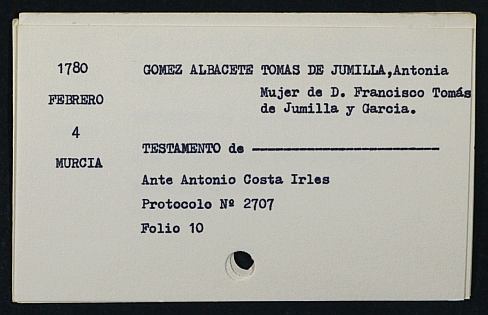 1780
FEBRERO
4
MURCIA
GOMEZ ALBACETE TOMAS DE JUMILLA,Antonia
Mujer de D. Francisco Tomás
de Jumilla y Garcia.
TESTAMENTO de ————————————————
Ante Antonio Costa Irles
Protocolo Nº 2707
Folio 10